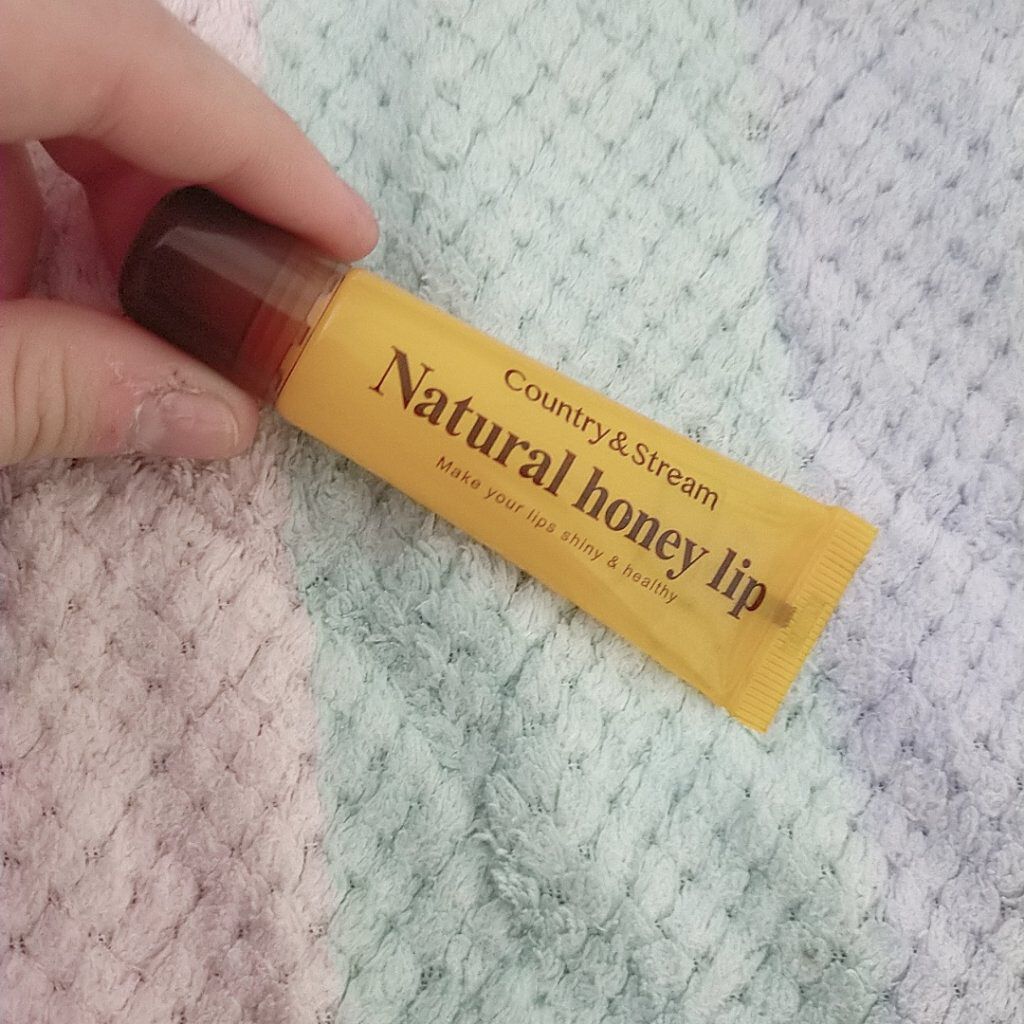 Country&Stream
Natural honey lip
Make your lips shiny & healthy